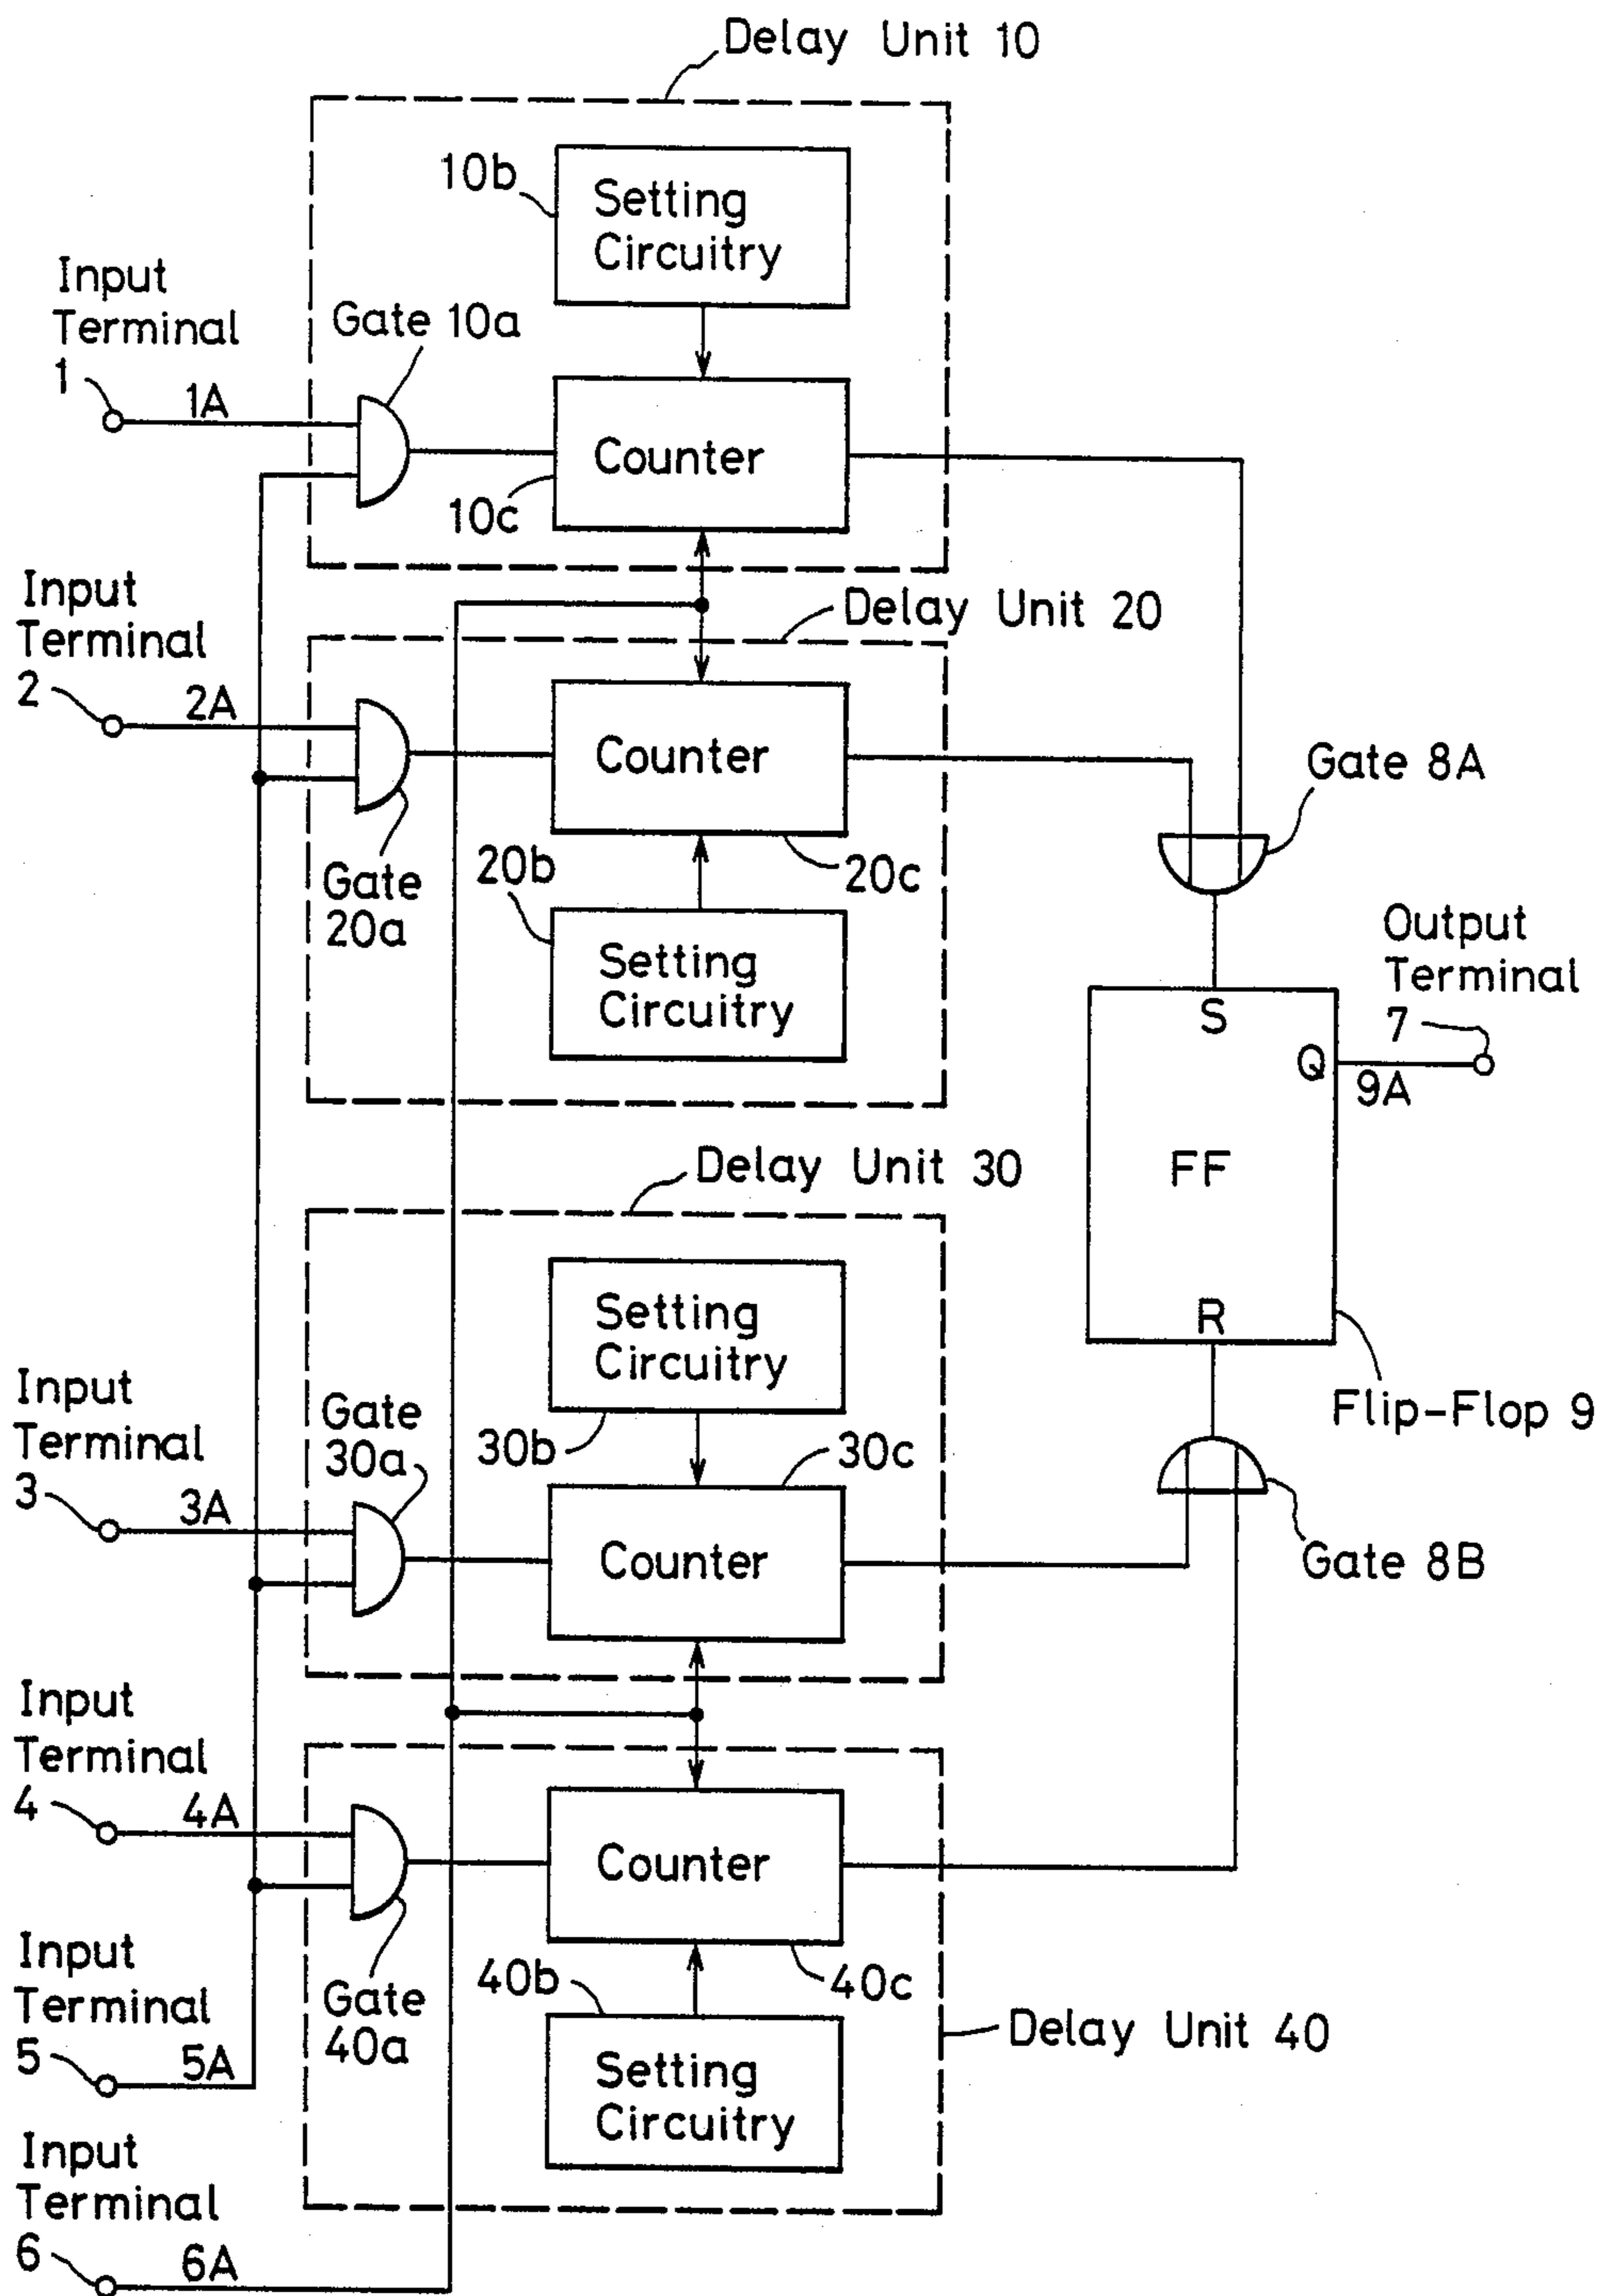 Delay Unit 10
10b
Setting
Circuitry
Input
Terminal
1
1A
Gate 10a
Counter
10c
Input
Terminal
2
2A
Delay Unit 20
Counter
Gate
20a
20b
20c
Setting
Circuitry
Gate 8A
Output
Terminal
7
S
Q
9A
FF
R
Flip-Flop 9
Delay Unit 30
Setting
Circuitry
Input
Terminal
3
3A
Gate
30a
30b
30c
Counter
Gate 8B
Input
Terminal
4
4A
Counter
Input
Terminal
5
5A
Gate
40a
40b
40c
Setting
Circuitry
Delay Unit 40
Input
Terminal
6
6A